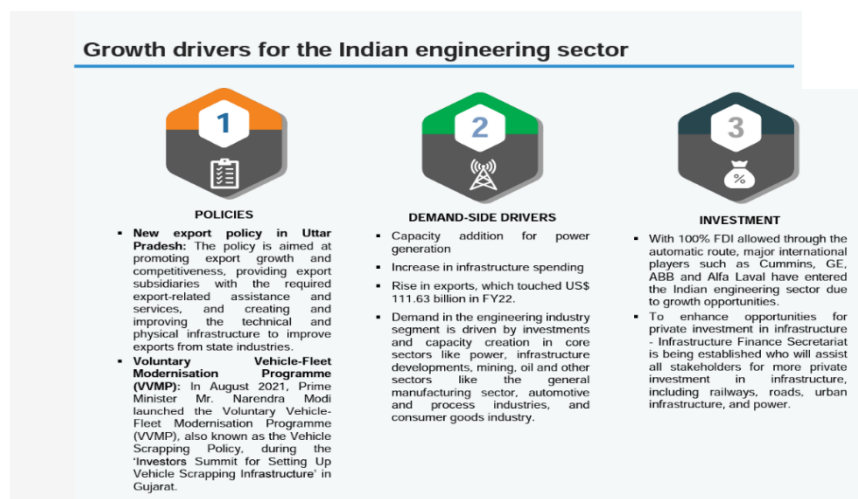 Growth drivers for the Indian engineering sector
1
2
3
%
POLICIES
▪ New export policy in Uttar
Pradesh: The policy is aimed at
promoting export growth and
competitiveness, providing export
subsidiaries with the required
export-related assistance and
services, and creating and
improving the technical and
physical infrastructure to improve
exports from state industries.
▪ Voluntary Vehicle-Fleet
Modernisation Programme
(VVMP): In August 2021, Prime
Minister Mr. Narendra Modi
launched the Voluntary Vehicle-
Fleet Modernisation Programme
(VVMP), also known as the Vehicle
Scrapping Policy, during the
'Investors Summit for Setting Up
Vehicle Scrapping Infrastructure' in
Gujarat.
DEMAND-SIDE DRIVERS
▪ Capacity addition for power
generation
▪ Increase in infrastructure spending
▪ Rise in exports, which touched US$
111.63 billion in FY22.
▪ Demand in the engineering industry
segment is driven by investments
and capacity creation in core
sectors like power, infrastructure
developments, mining, oil and other
sectors like the general
manufacturing sector, automotive
and process industries, and
consumer goods industry.
INVESTMENT
▪ With 100% FDI allowed through the
automatic route, major international
players such as Cummins, GE,
ABB and Alfa Laval have entered
the Indian engineering sector due
to growth opportunities.
▪ To enhance opportunities for
private investment in infrastructure
- Infrastructure Finance Secretariat
is being established who will assist
all stakeholders for more private
investment in infrastructure,
including railways, roads, urban
infrastructure, and power.